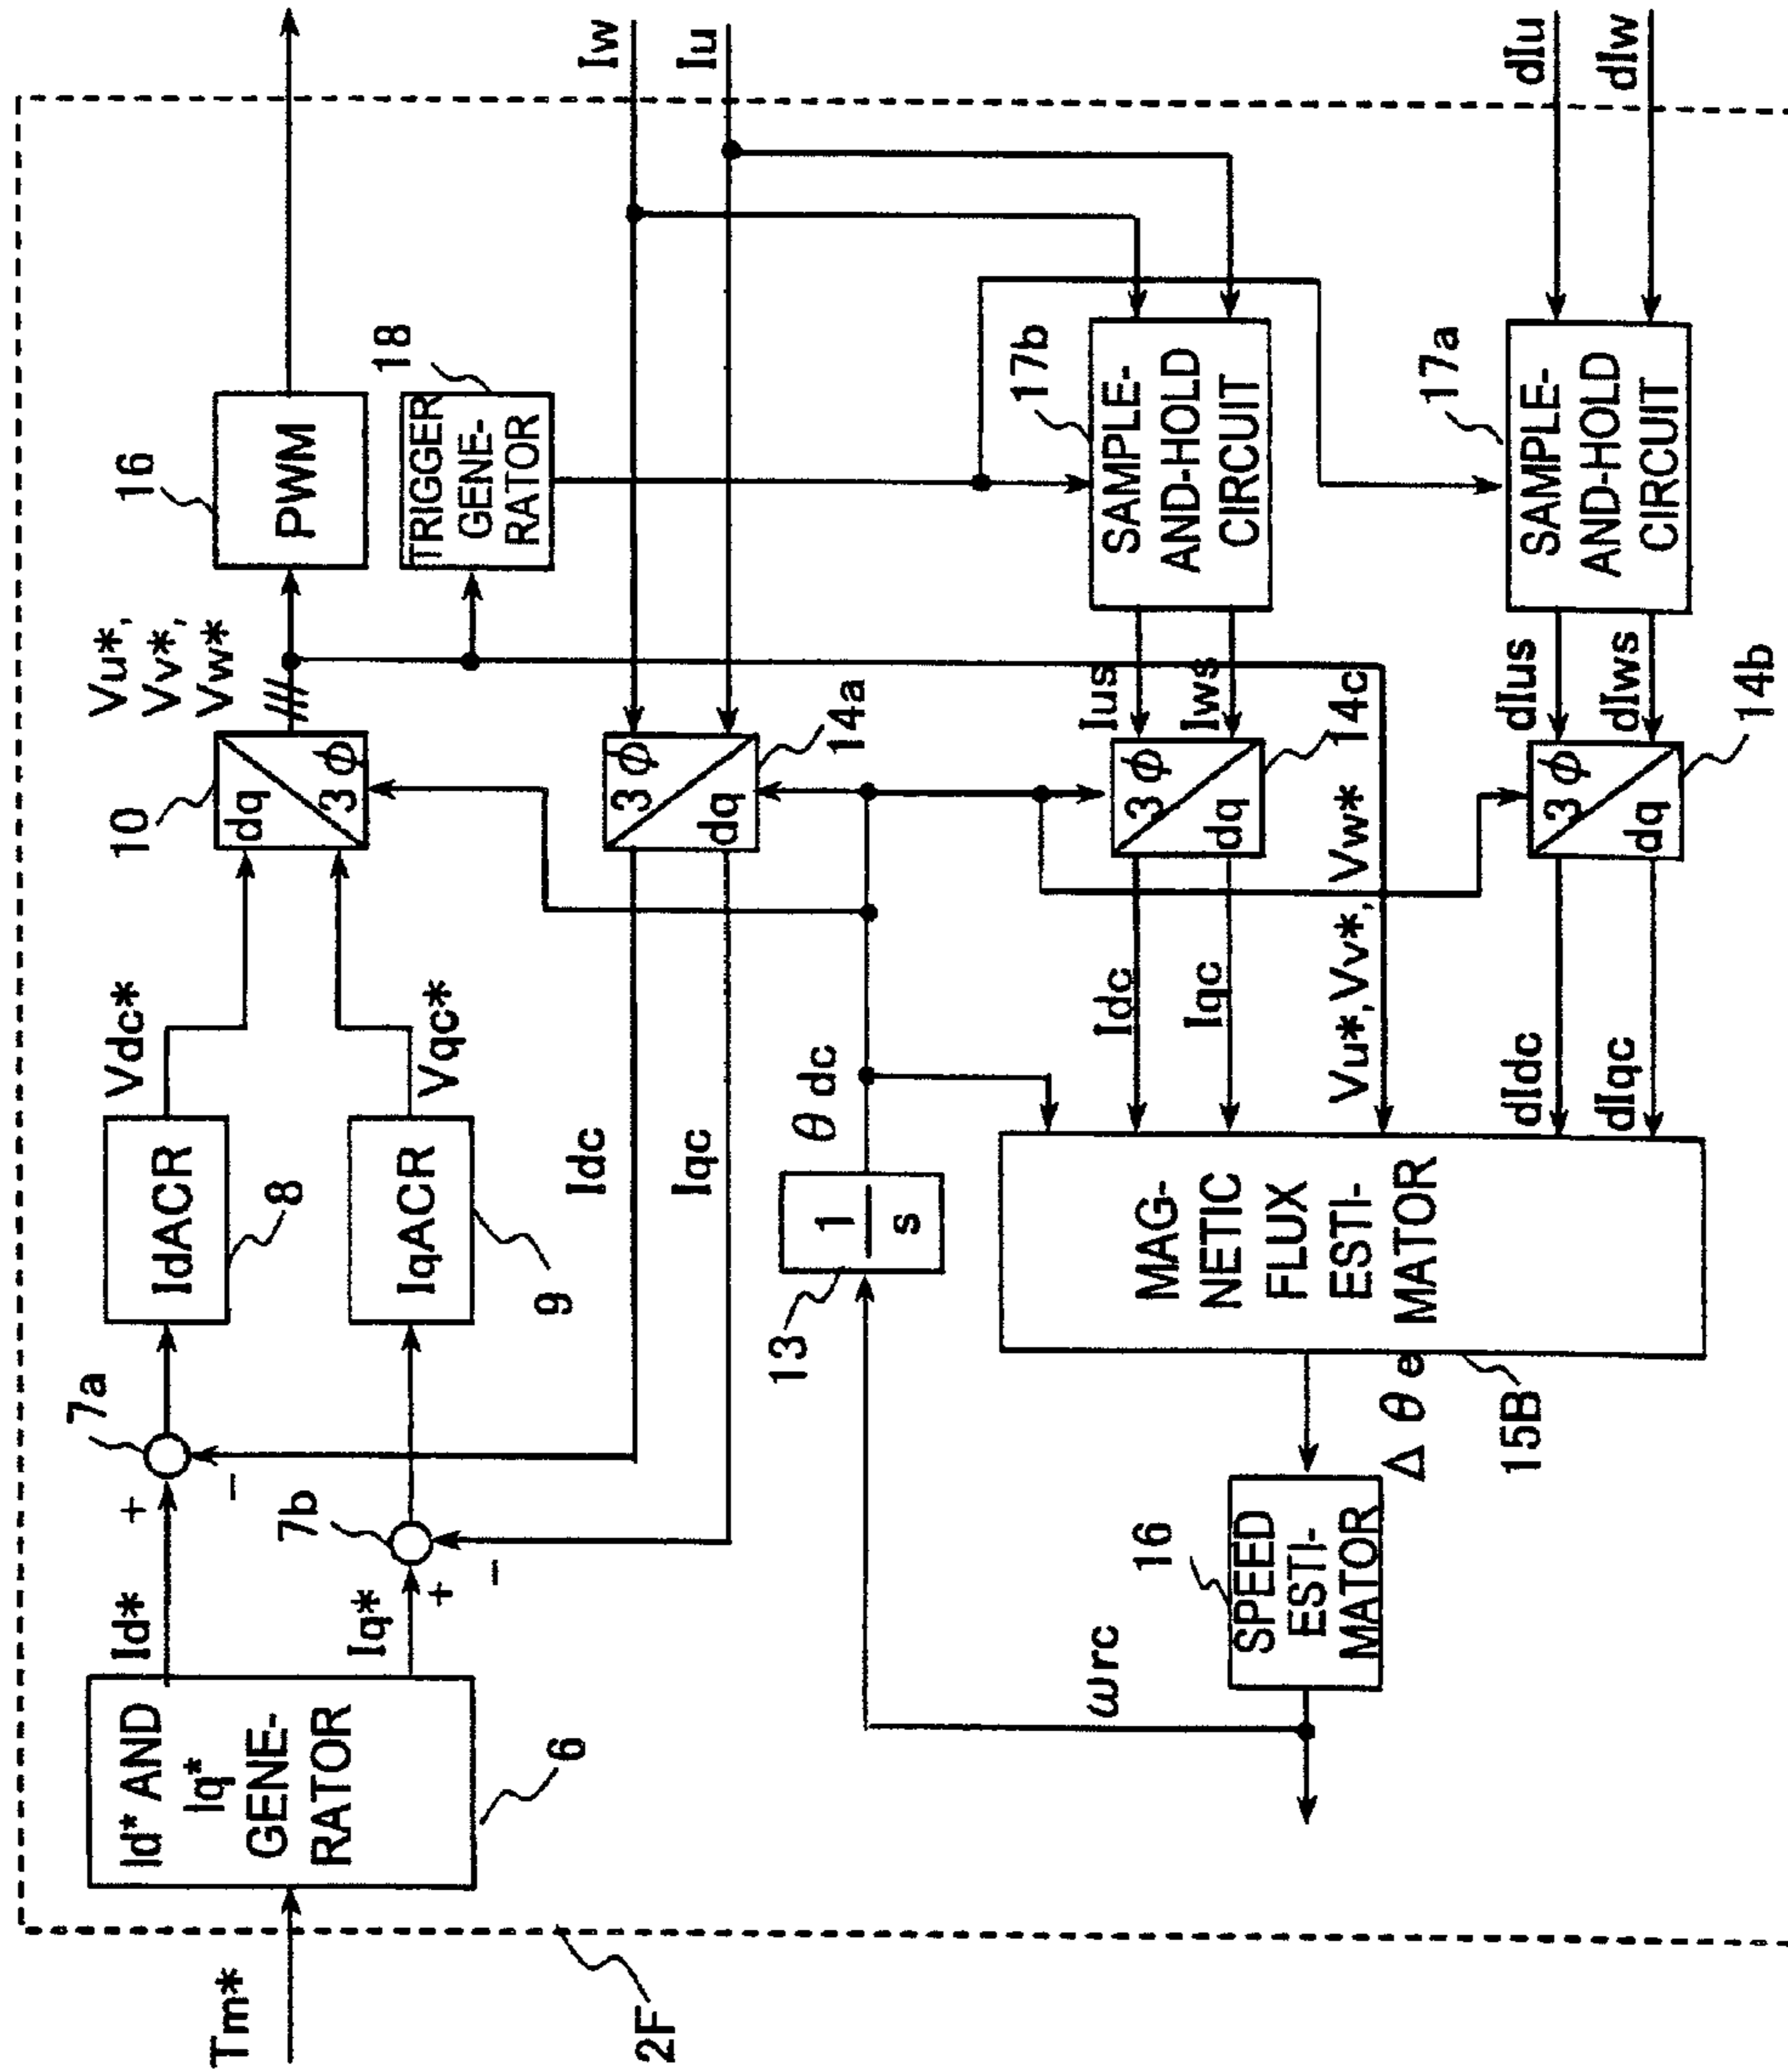 Tm*
2F
Id* AND
Iq*
GENE-
RATOR
6
Id*
Iq*
+
−
+
−
7a
7b
IdACR
8
IqACR
9
Vdc*
Vqc*
10
dq
3 ϕ
Vu*,
Vv*,
Vw*
16
PWM
18
TRIGGER
GENE-
RATOR
Iw
Iu
3 ϕ
dq
14a
Idc
Iqc
13
1
s
θ dc
ωrc
16
SPEED
ESTI-
MATOR
Δ θ e
15B
MAG-
NETIC
FLUX
ESTI-
MATOR
Idc
Iqc
Vu*, Vv*, Vw*
dIdc
dIqc
3 ϕ
dq
14c
Ius
Iws
17b
SAMPLE-
AND-HOLD
CIRCUIT
3 ϕ
dq
14b
dIus
dIws
17a
SAMPLE-
AND-HOLD
CIRCUIT
dIu
dIw